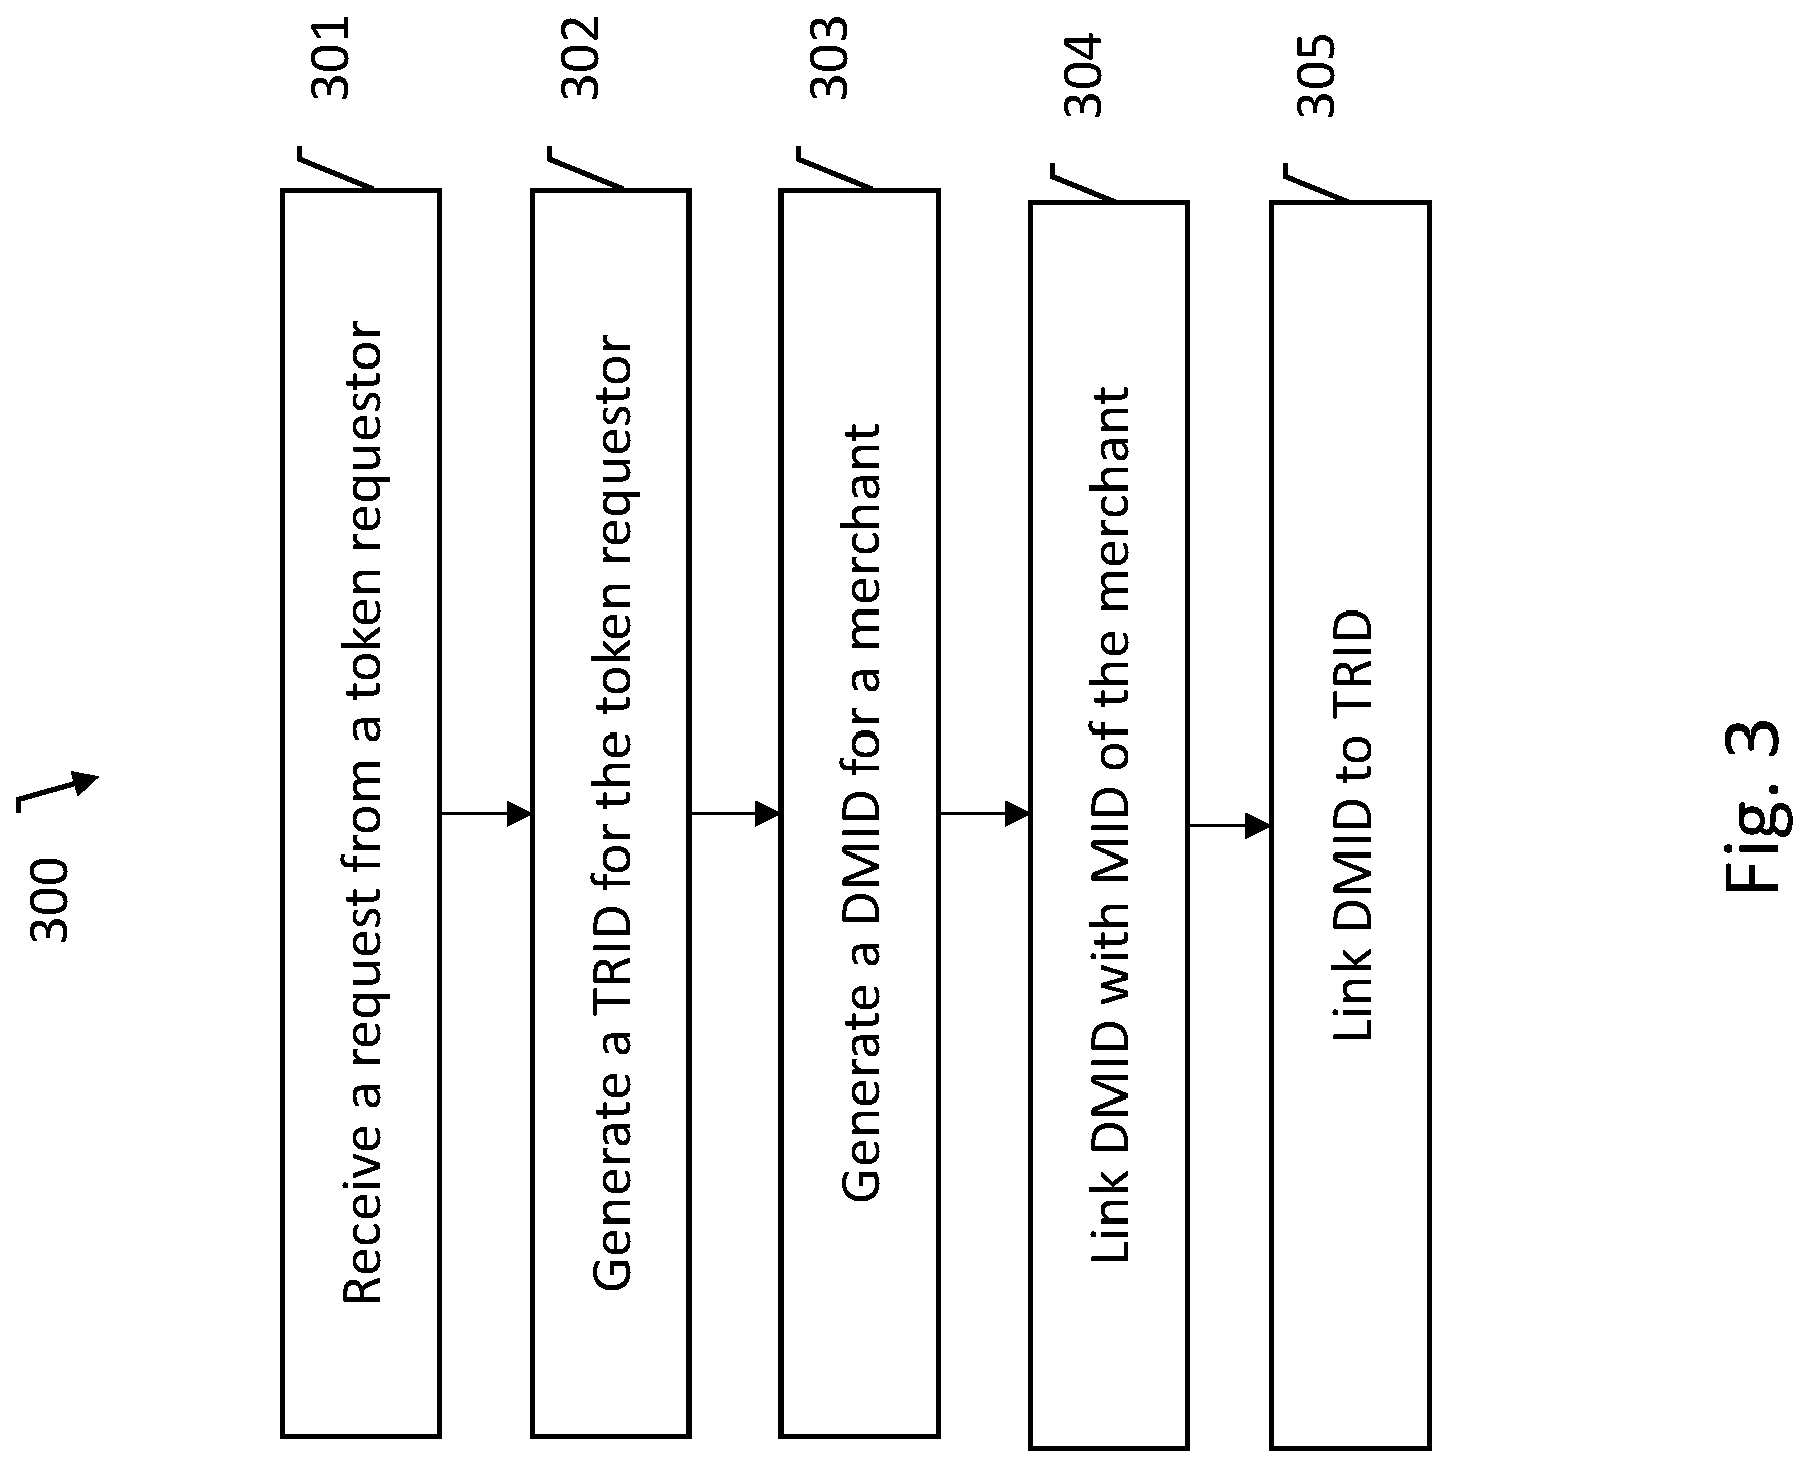 300
301
Receive a request from a token requestor
302
Generate a TRID for the token requestor
303
Generate a DMID for a merchant
304
Link DMID with MID of the merchant
305
Link DMID to TRID
Fig. 3